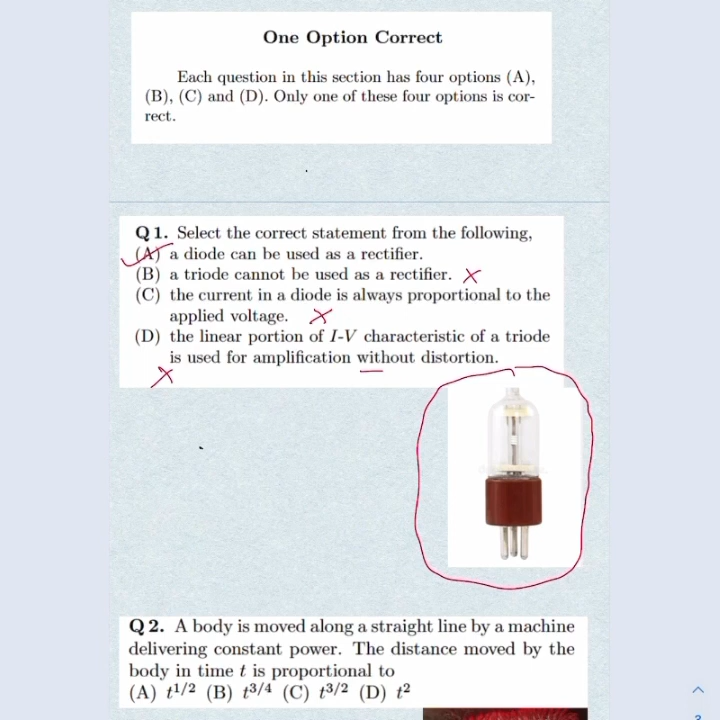 One Option Correct
Each question in this section has four options (A),
(B), (C) and (D). Only one of these four options is cor-
rect.
Q 1. Select the correct statement from the following,
(A) a diode can be used as a rectifier.
(B) a triode cannot be used as a rectifier.
(C) the current in a diode is always proportional to the
applied voltage.
(D) the linear portion of I-V characteristic of a triode
is used for amplification without distortion.
Q 2. A body is moved along a straight line by a machine
delivering constant power. The distance moved by the
body in time t is proportional to
(A) t^1/2 (B) t^3/4 (C) t^3/2 (D) t^2